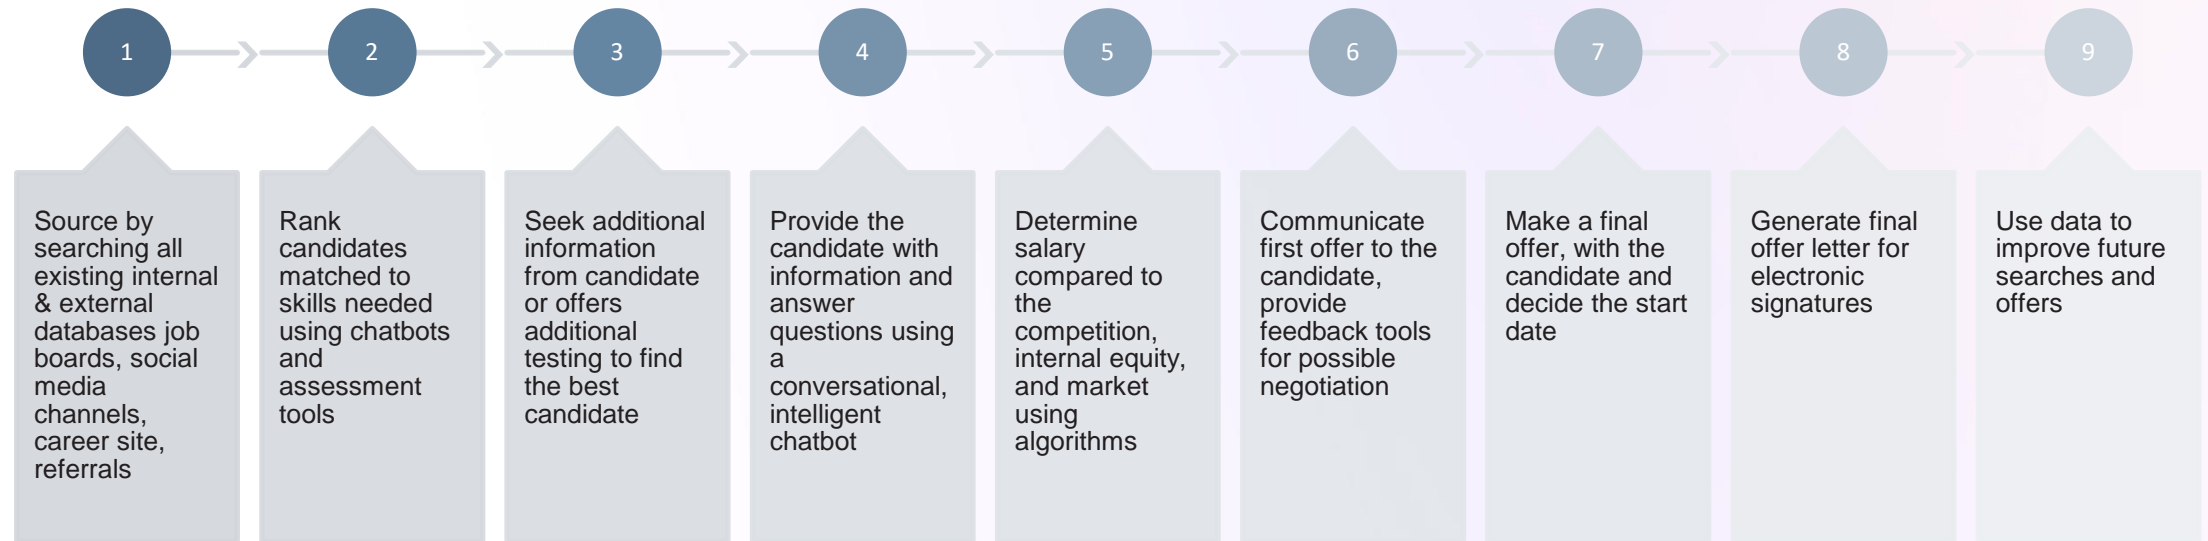 1
2
3
4
5
6
7
8
9
Source by
searching all
existing internal
& external
databases job
boards, social
media
channels,
career site,
referrals
Rank
candidates
matched to
skills needed
using chatbots
and
assessment
tools
Seek additional
information
from candidate
or offers
additional
testing to find
the best
candidate
Provide the
candidate with
information and
answer
questions using
a
conversational,
intelligent
chatbot
Determine
salary
compared to
the
competition,
internal equity,
and market
using
algorithms
Communicate
first offer to the
candidate,
provide
feedback tools
for possible
negotiation
Make a final
offer, with the
candidate and
decide the start
date
Generate final
offer letter for
electronic
signatures
Use data to
improve future
searches and
offers